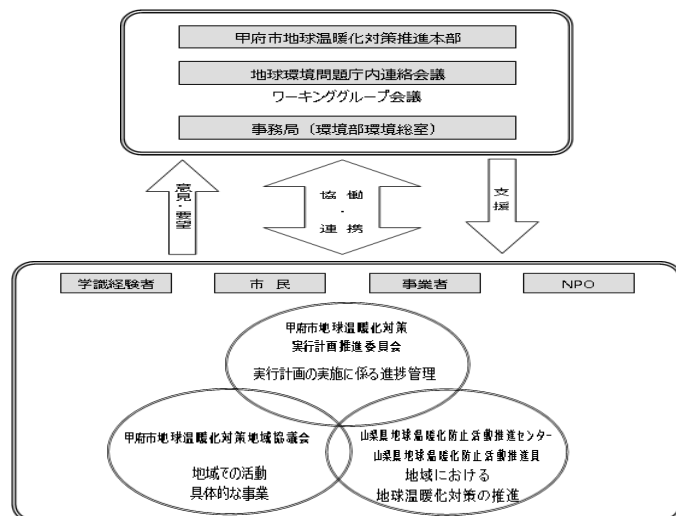 甲府市地球温暖化対策推進本部
地球環境問題庁内連絡会議
ワーキンググループ会議
事務局（環境部環境総室）
意見・要望
協働・連携
支援
学識経験者
市民
事業者
NPO
甲府市地球温暖化対策
実行計画推進委員会
実行計画の実施に係る進捗管理
甲府市地球温暖化対策地域協議会
地域での活動
具体的な事業
山梨県地球温暖化防止活動推進センター
山梨県地球温暖化防止活動推進員
地域における
地球温暖化対策の推進